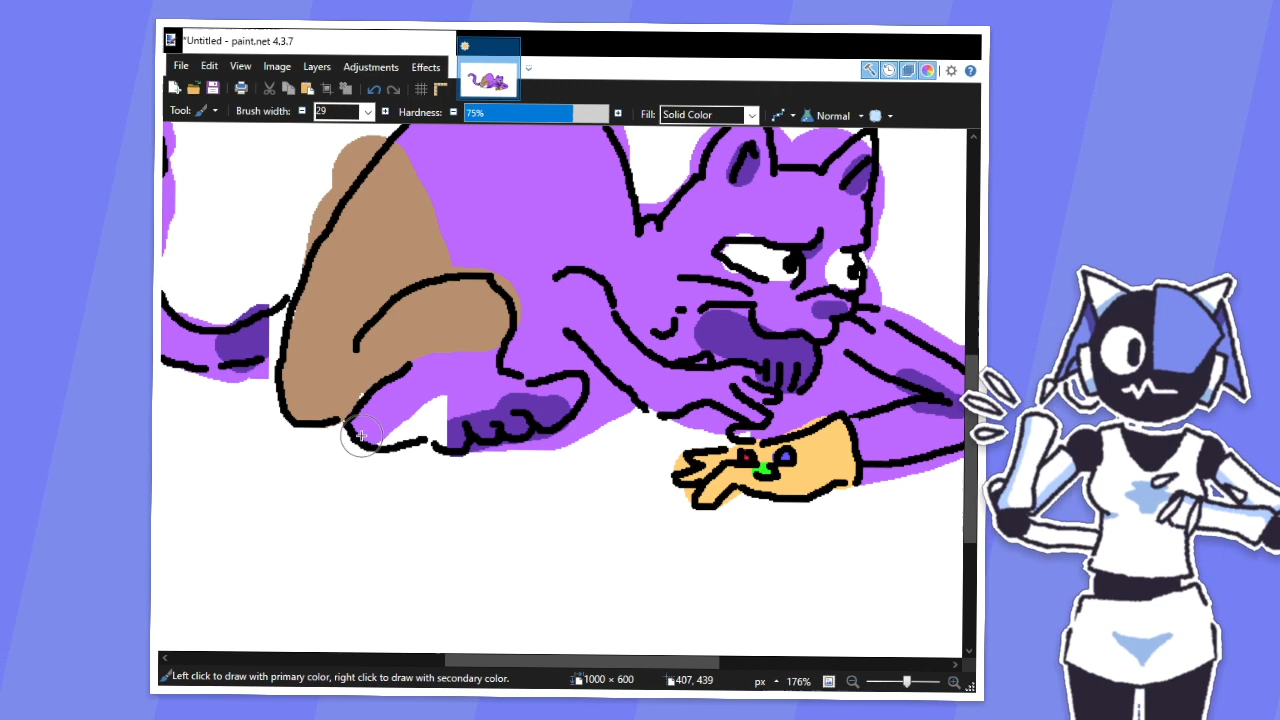 *Untitled - paint.net 4.3.7
File Edit View Image Layers Adjustments Effects
Tool: Brush width: 29 Hardness: 75% Fill: Solid Color Normal
Left click to draw with primary color, right click to draw with secondary color. 1000 × 600 407, 439 px 176%